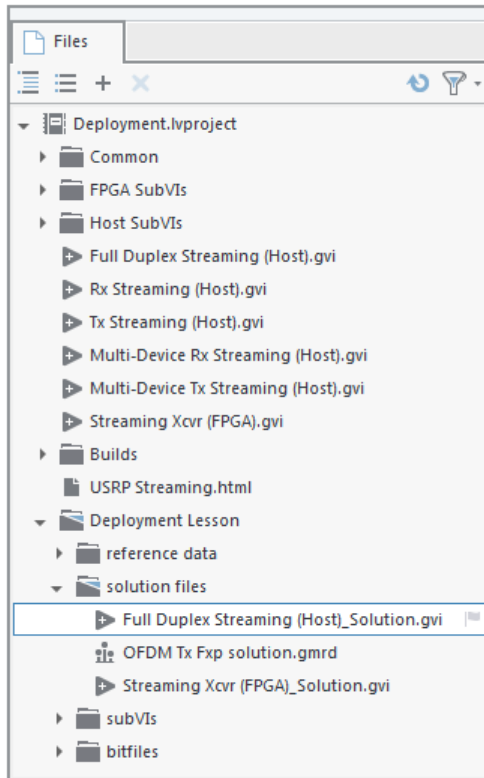 Files
Deployment.lvproject
Common
FPGA SubVIs
Host SubVIs
Full Duplex Streaming (Host).gvi
Rx Streaming (Host).gvi
Tx Streaming (Host).gvi
Multi-Device Rx Streaming (Host).gvi
Multi-Device Tx Streaming (Host).gvi
Streaming Xcvr (FPGA).gvi
Builds
USRP Streaming.html
Deployment Lesson
reference data
solution files
Full Duplex Streaming (Host)_Solution.gvi
OFDM Tx Fxp solution.gmrd
Streaming Xcvr (FPGA)_Solution.gvi
subVIs
bitfiles